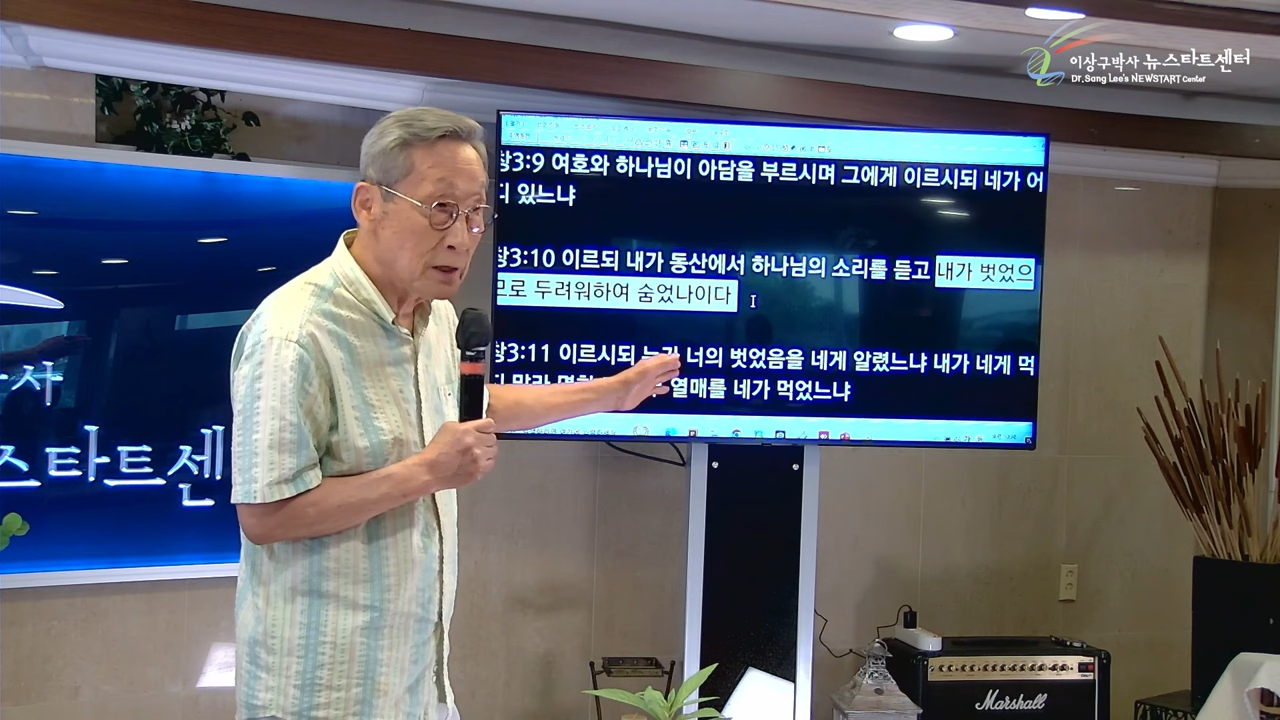 이상구박사 뉴스타트센터
Dr. Sang Lee's NEWSTART Center
창3:9 여호와 하나님이 아담을 부르시며 그에게 이르시되 네가 어
디 있느냐
창3:10 이르되 내가 동산에서 하나님의 소리를 듣고 내가 벗었으
므로 두려워하여 숨었나이다
창3:11 이르시되 누가 너의 벗었음을 네게 알렸느냐 내가 네게 먹
지 말라 열매를 네가 먹었느냐
사
스타트센
Marshall